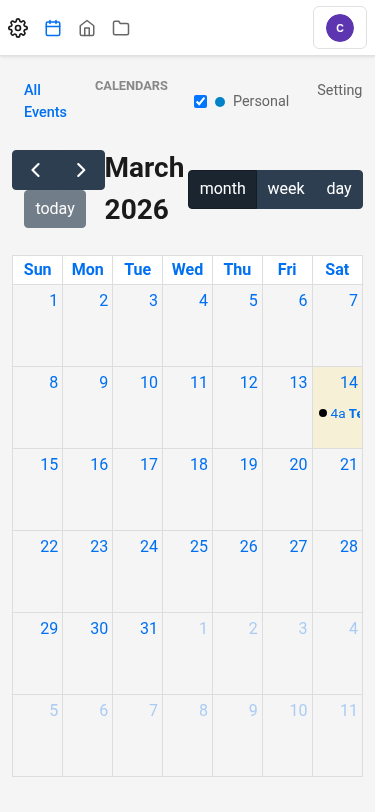 C
All
Events
CALENDARS
Personal
Setting
March
2026
today
month week day
Sun Mon Tue Wed Thu Fri Sat
1 2 3 4 5 6 7
8 9 10 11 12 13 14
4a Te
15 16 17 18 19 20 21
22 23 24 25 26 27 28
29 30 31 1 2 3 4
5 6 7 8 9 10 11